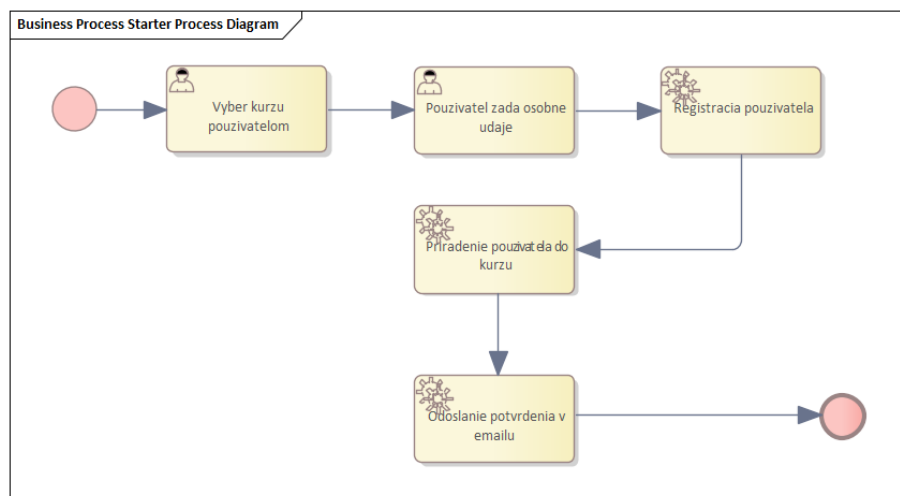 Business Process Starter Process Diagram
Vyber kurzu
pouzivatelom
Pouzivatel zada osobne
udaje
Registracia pouzivatela
Priradenie pouzivatela do
kurzu
Odoslanie potvrdenia v
emailu